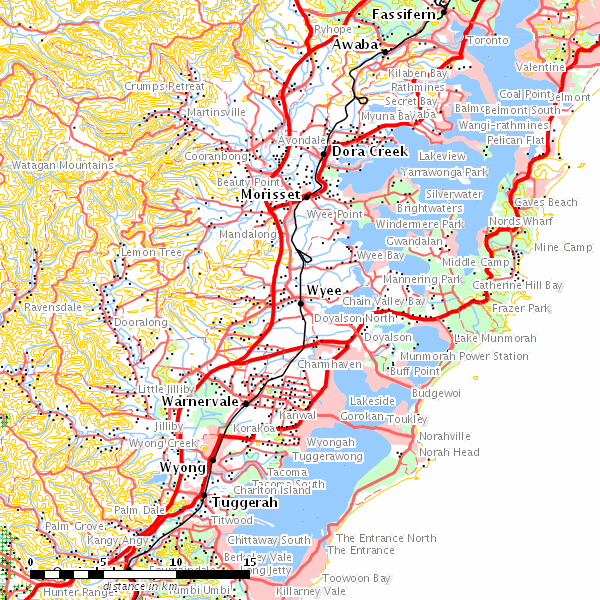 Fassifern
Ryhope
Toronto
Awaba
Valentine
Kilaben Bay
Crumps Retreat
Rathmines
Coal Point
Belmont
Secret Bay
Martinsville
Myuna Bay
Belmont South
Wangi-rathmines
Avondale
Pelican Flat
Dora Creek
Cooranbong
Lakeview
Watagan Mountains
Yarrawonga Park
Beauty Point
Morisset
Silverwater
Gaves Beach
Brightwaters
Wyee Point
Nords Wharf
Windermere Park
Mandalong
Gwandalan
Mine Camp
Lemon Tree
Wyee Bay
Middle Camp
Mannering Park
Catherine Hill Bay
Wyee
Chain Valley Bay
Ravensdale
Frazer Park
Dooralong
Doyalson North
Doyalson
Lake Munmorah
Munmorah Power Station
Charmhaven
Buff Point
Little Jilliby
Budgewoi
Warnervale
Lakeside
Kanwal
Gorokan
Toukley
Jilliby
Korakoa
Norahville
Wyong Creek
Wyongah
Norah Head
Tuggerawong
Wyong
Tacoma
Tacoma South
Charlton Island
Tuggerah
Palm Dale
Titwood
Palm Grove
Kangy Angy
Chittaway South
The Entrance North
The Entrance
Berkeley Vale
0 5 10 15
Long Jetty
Toowoon Bay
distance in km
Hunter Range
Tumbi Umbi
Killarney Vale